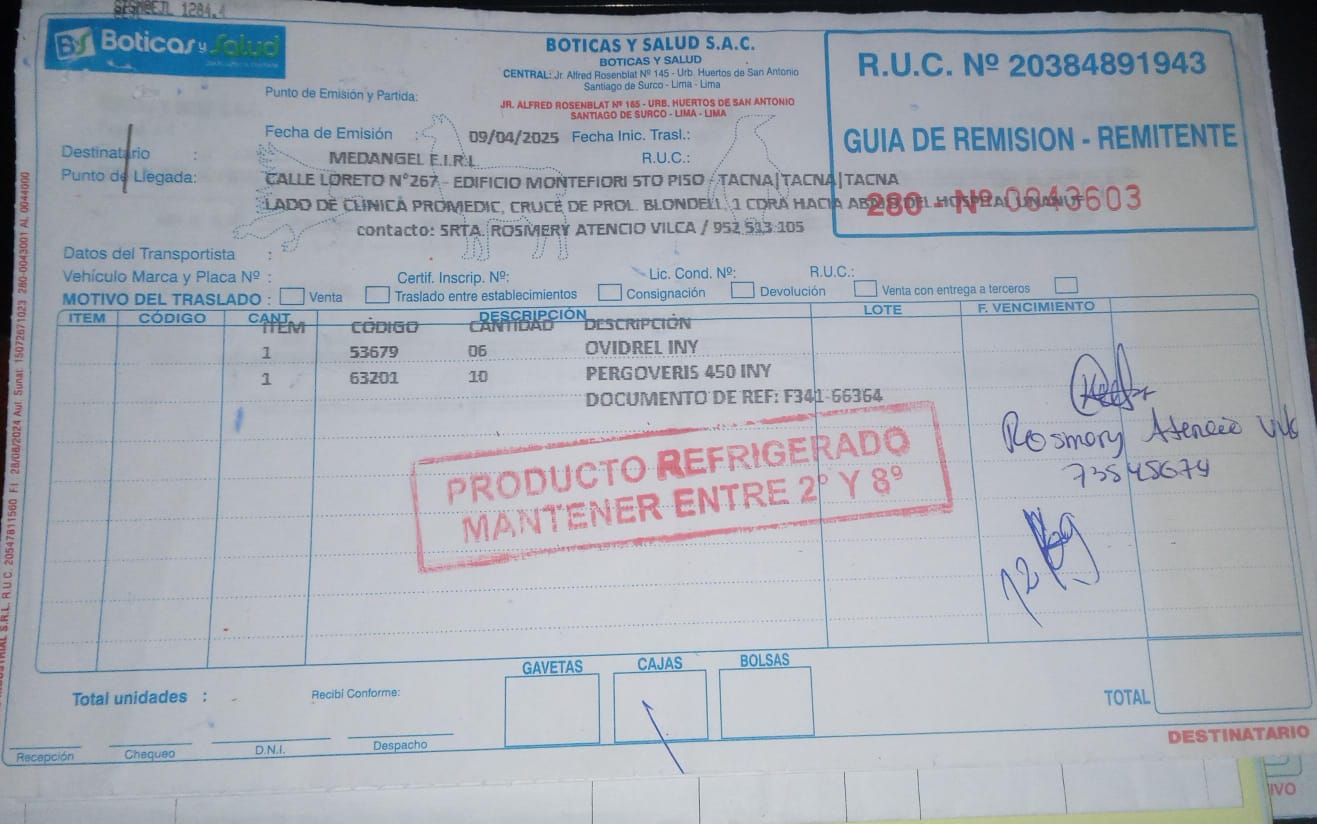 Boticas y Salud
BOTICAS Y SALUD S.A.C.
BOTICAS Y SALUD
CENTRAL: Jr. Alfred Rosenblat Nº 145 - Urb. Huertos de San Antonio
Santiago de Surco - Lima - Lima
Punto de Emisión y Partida:
JR. ALFRED ROSENBLAT Nº 165 - URB. HUERTOS DE SAN ANTONIO
SANTIAGO DE SURCO - LIMA - LIMA
R.U.C. Nº 20384891943
GUIA DE REMISION - REMITENTE
280 - Nº 0043603
Fecha de Emisión : 09/04/2025 Fecha Inic. Trasl.:
Destinatario : MEDANGEL E.I.R.L R.U.C.:
Punto de Llegada: CALLE LORETO N°267 - EDIFICIO MONTEFIORI 5TO PISO - TACNA|TACNA|TACNA
LADO DE CLINICA PROMEDIC, CRUCE DE PROL. BLONDELL, 1 CDRA HACIA DEL HOSPITAL UNANUE
contacto: SRTA. ROSMERY ATENCIO VILCA / 952 513 105
Datos del Transportista :
Vehículo Marca y Placa Nº : Certif. Inscrip. Nº: Lic. Cond. Nº: R.U.C.:
MOTIVO DEL TRASLADO : Venta Traslado entre establecimientos Consignación Devolución Venta con entrega a terceros
ITEM CÓDIGO CANT. DESCRIPCIÓN LOTE F. VENCIMIENTO
ITEM CODIGO CANTIDAD DESCRIPCIÓN
1 53679 06 OVIDREL INY
1 63201 10 PERGOVERIS 450 INY
DOCUMENTO DE REF: F341-66364
PRODUCTO REFRIGERADO
MANTENER ENTRE 2° Y 8°
Rosmery Atencio
73545674
GAVETAS CAJAS BOLSAS
Total unidades : Recibí Conforme:
TOTAL
Recepción Chequeo D.N.I. Despacho
DESTINATARIO